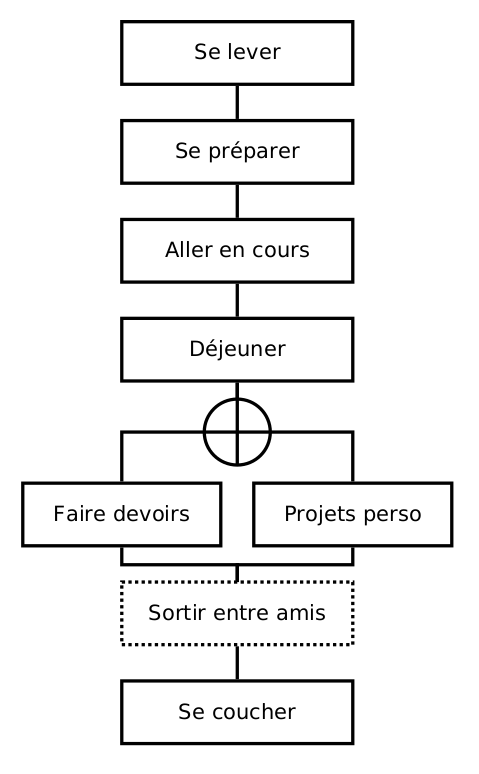 Se lever
Se préparer
Aller en cours
Déjeuner
Faire devoirs
Projets perso
Sortir entre amis
Se coucher